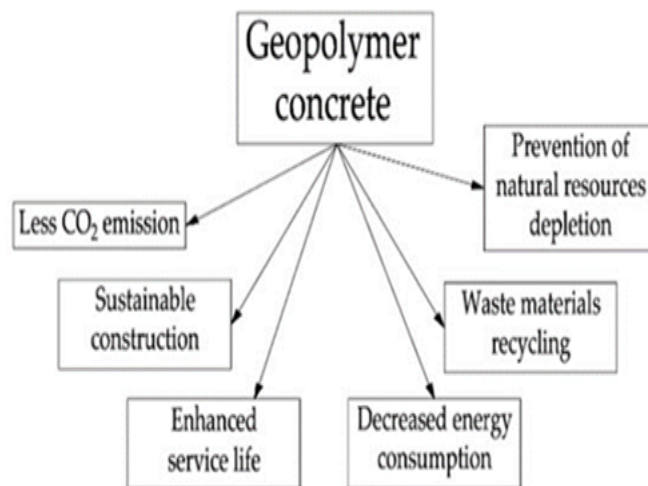 Geopolymer
concrete
Prevention of
natural resources
depletion
Less CO₂ emission
Sustainable
construction
Waste materials
recycling
Enhanced
service life
Decreased energy
consumption